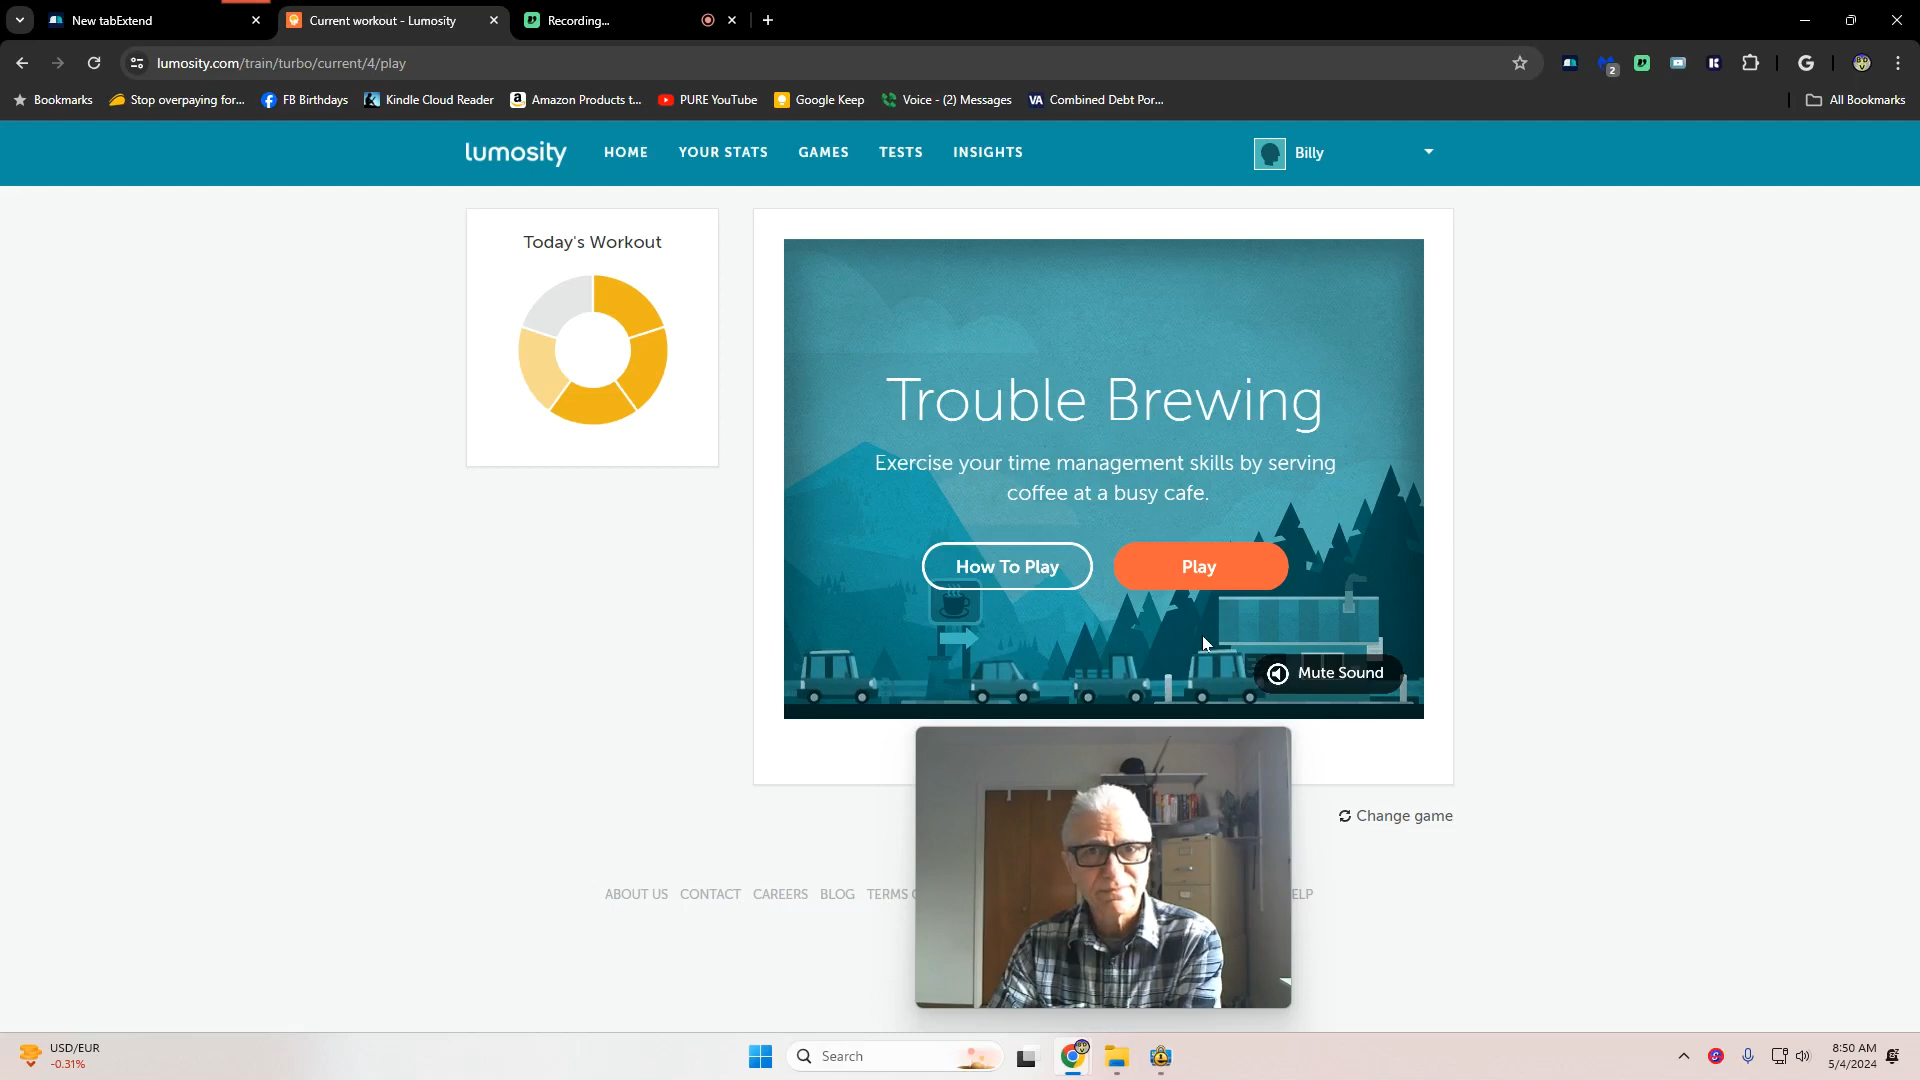 New tabExtend
Current workout - Lumosity
Recording...
lumosity.com/train/turbo/current/4/play
2
Bookmarks
Stop overpaying for...
FB Birthdays
Kindle Cloud Reader
Amazon Products t...
PURE YouTube
Google Keep
Voice - (2) Messages
VA Combined Debt Por...
All Bookmarks
lumosity
HOME
YOUR STATS
GAMES
TESTS
INSIGHTS
Billy
Today's Workout
Trouble Brewing
Exercise your time management skills by serving
coffee at a busy cafe.
How To Play
Play
Mute Sound
Change game
ABOUT US
CONTACT
CAREERS
BLOG
TERMS
USD/EUR
-0.31%
Search
8:50 AM
5/4/2024